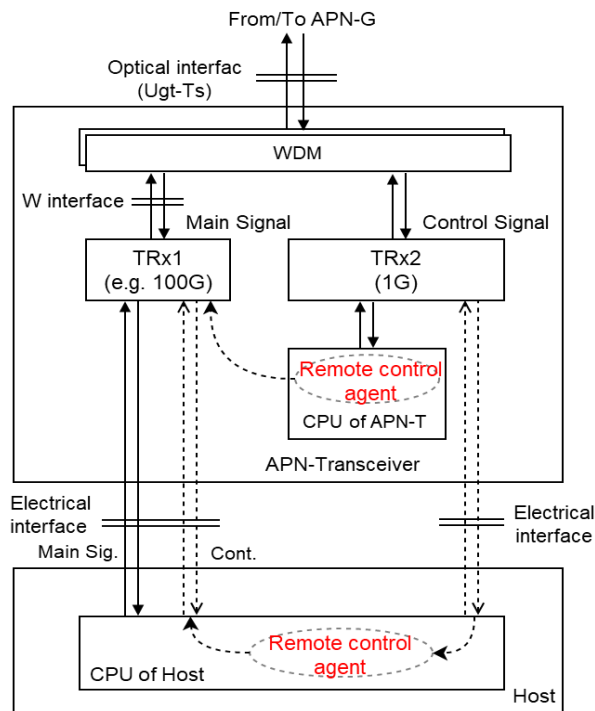 From/To APN-G
Optical interfac
(Ugt-Ts)
WDM
W interface
Main Signal
Control Signal
TRx1
(e.g. 100G)
TRx2
(1G)
Remote control
agent
CPU of APN-T
APN-Transceiver
Electrical
interface
Electrical
interface
Main Sig.
Cont.
Remote control
agent
CPU of Host
Host